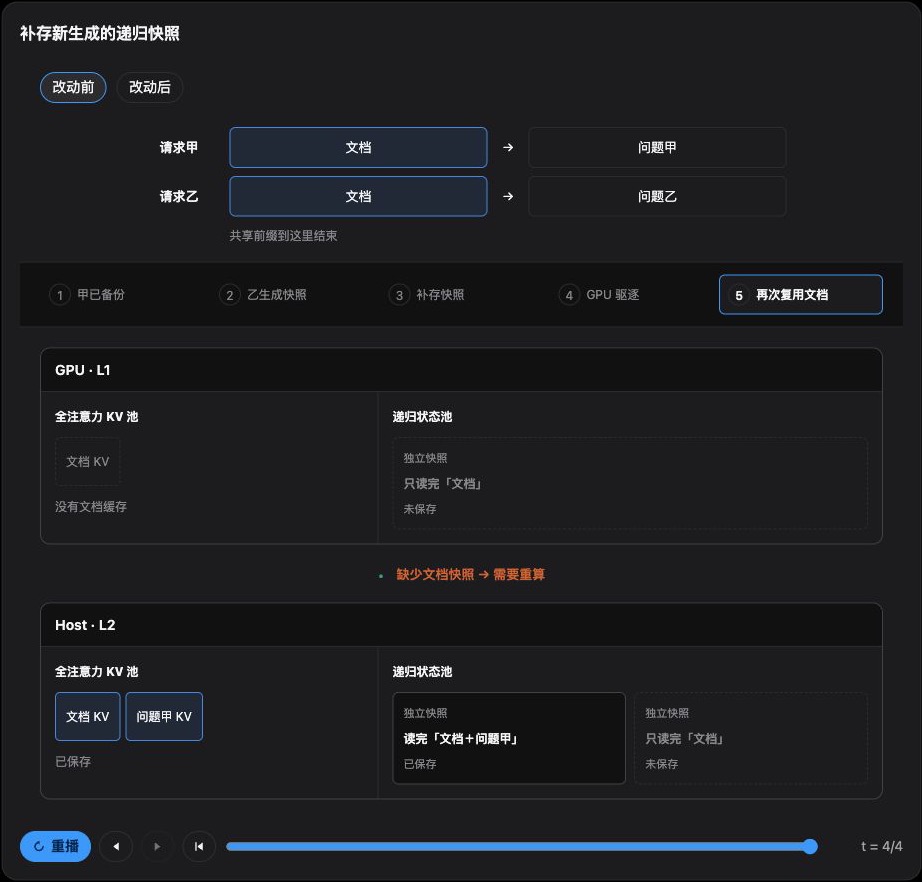 补存新生成的递归快照
改动前 改动后
请求甲 文档 → 问题甲
请求乙 文档 → 问题乙
共享前缀到这里结束
1 甲已备份 2 乙生成快照 3 补存快照 4 GPU 驱逐 5 再次复用文档
GPU · L1
全注意力 KV 池
文档 KV
没有文档缓存
递归状态池
独立快照
只读完「文档」
未保存
缺少文档快照 → 需要重算
Host · L2
全注意力 KV 池
文档 KV 问题甲 KV
已保存
递归状态池
独立快照
读完「文档＋问题甲」
已保存
独立快照
只读完「文档」
未保存
重播
t = 4/4